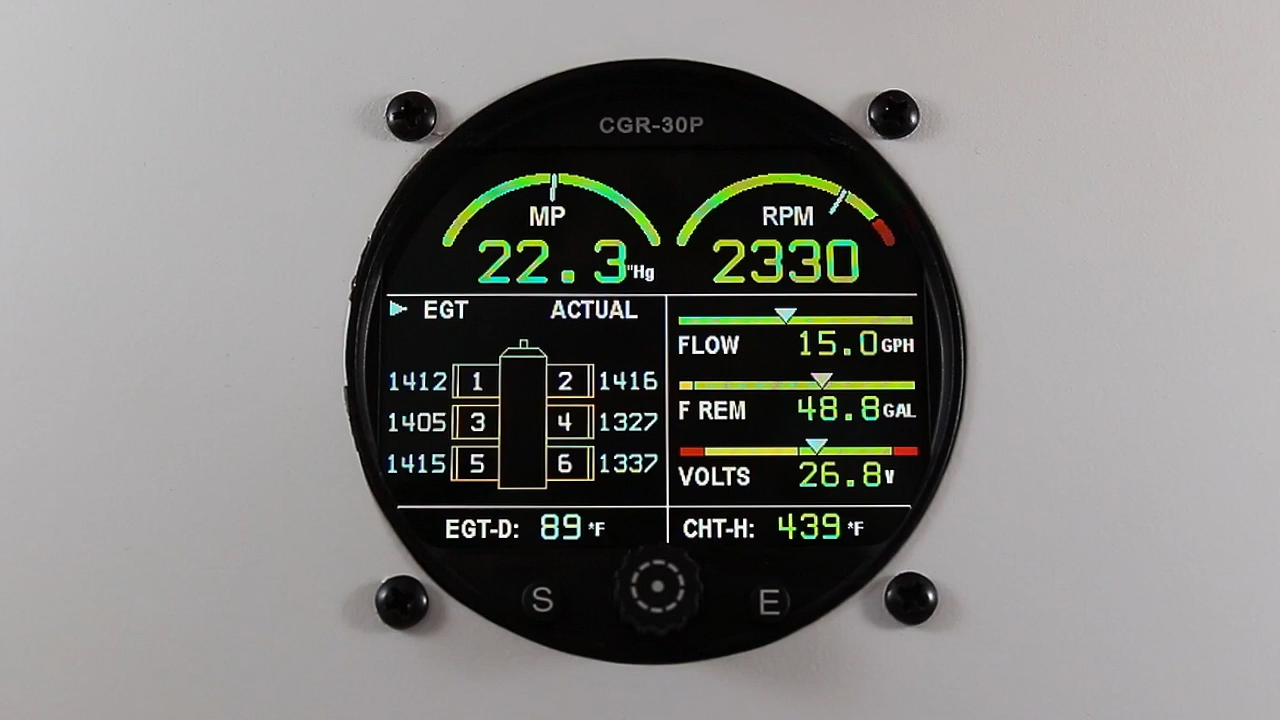 CGR-30P
MP RPM
22.3"Hg 2330
EGT ACTUAL
FLOW 15.0GPH
1412 1 2 1416
1405 3 4 1327
F REM 48.8GAL
1415 5 6 1337
VOLTS 26.8V
EGT-D: 89 °F CHT-H: 439 °F
S E